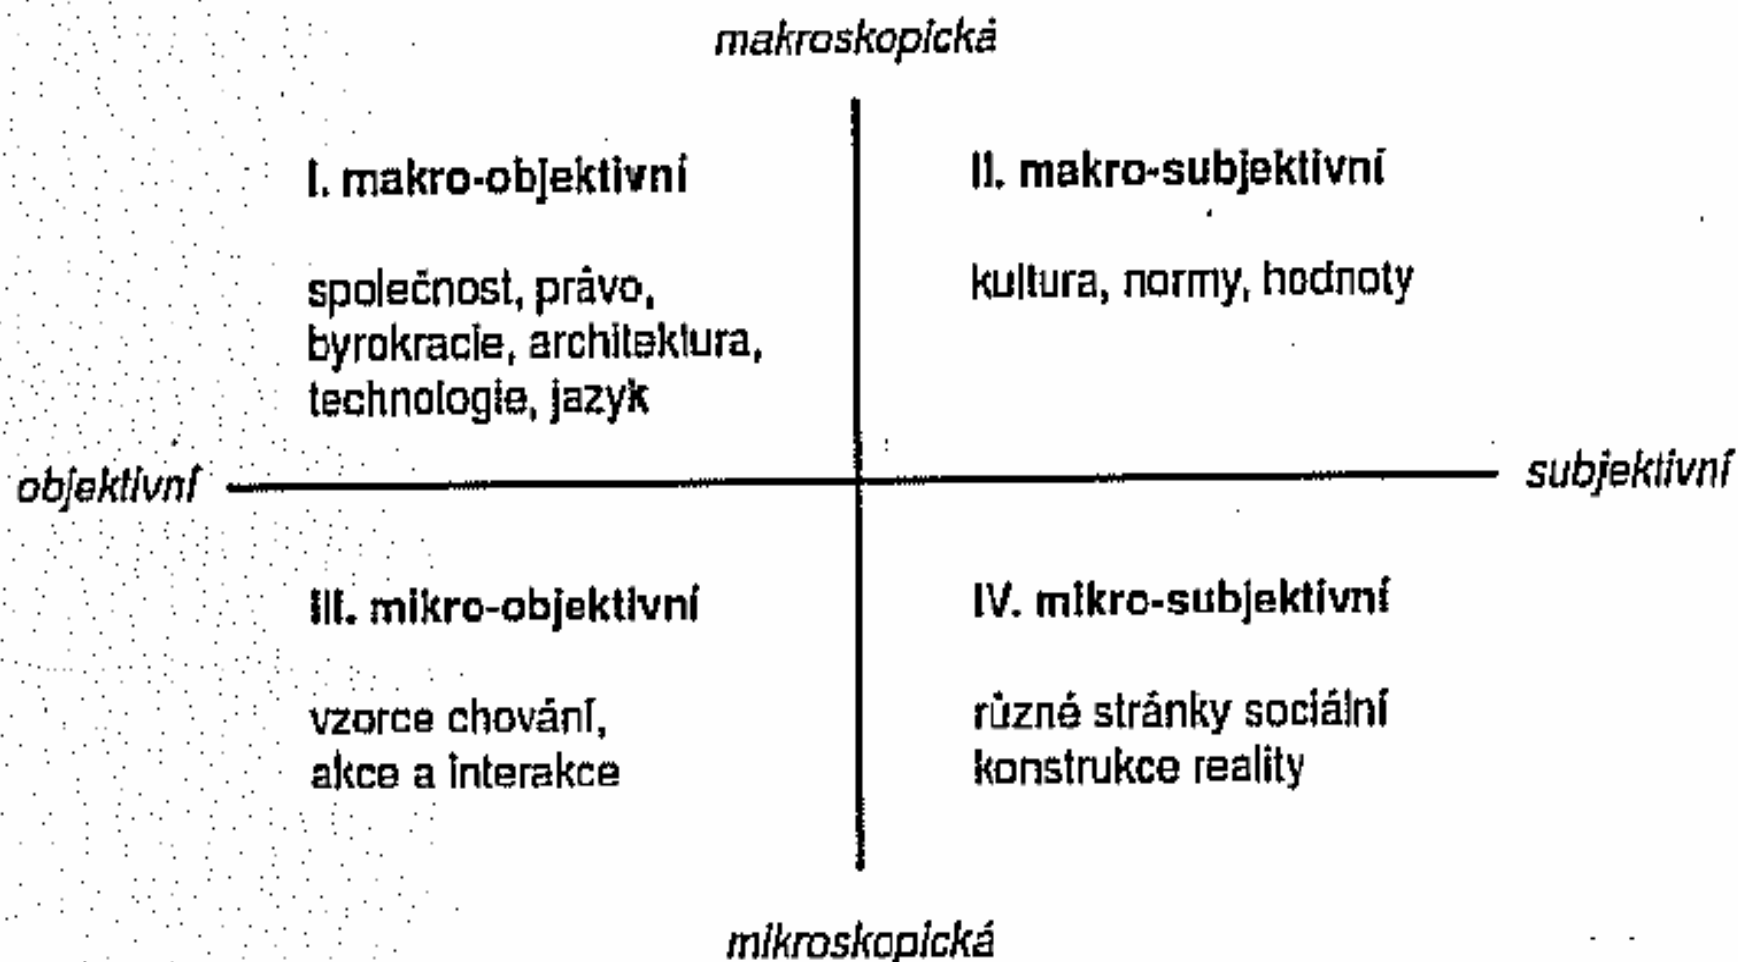 makroskopická
I. makro-objektivní
společnost, právo,
byrokracie, architektura,
technologie, jazyk
II. makro-subjektivní
kultura, normy, hodnoty
objektivní
subjektivní
III. mikro-objektivní
vzorce chování,
akce a interakce
IV. mikro-subjektivní
různé stránky sociální
konstrukce reality
mikroskopická